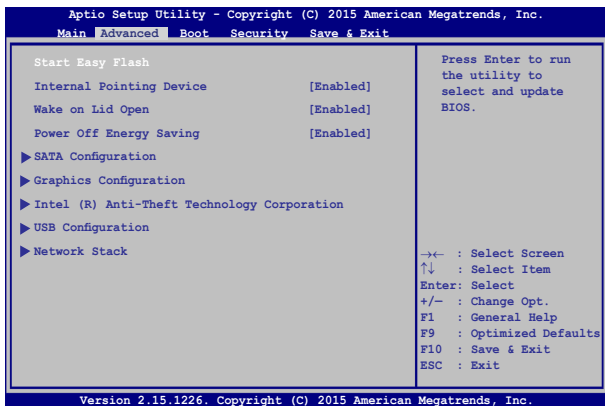 Aptio Setup Utility - Copyright (C) 2015 American Megatrends, Inc.
Main Advanced Boot Security Save & Exit
Start Easy Flash
Internal Pointing Device [Enabled]
Wake on Lid Open [Enabled]
Power Off Energy Saving [Enabled]
SATA Configuration
Graphics Configuration
Intel (R) Anti-Theft Technology Corporation
USB Configuration
Network Stack
Press Enter to run
the utility to
select and update
BIOS.
→← : Select Screen
↑↓ : Select Item
Enter: Select
+/— : Change Opt.
F1 : General Help
F9 : Optimized Defaults
F10 : Save & Exit
ESC : Exit
Version 2.15.1226. Copyright (C) 2015 American Megatrends, Inc.